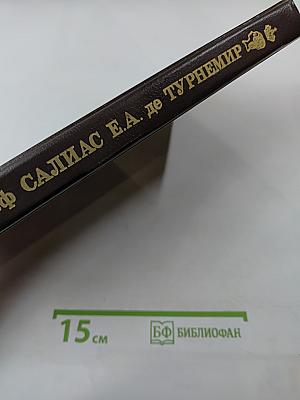 ф САЛИАС Е.А. де ТУРНЕМИР
15 см БФ БИБЛИОФАН